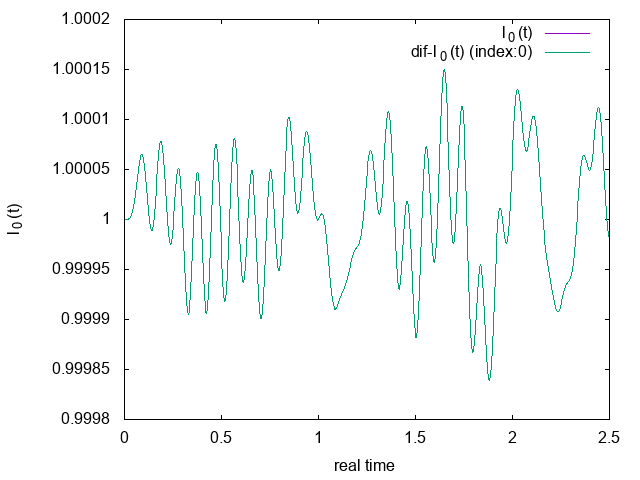 1.0002
1.00015
1.0001
1.00005
1
0.99995
0.9999
0.99985
0.9998
I0(t)
I0(t)
dif-I0(t) (index:0)
0 0.5 1 1.5 2 2.5
real time